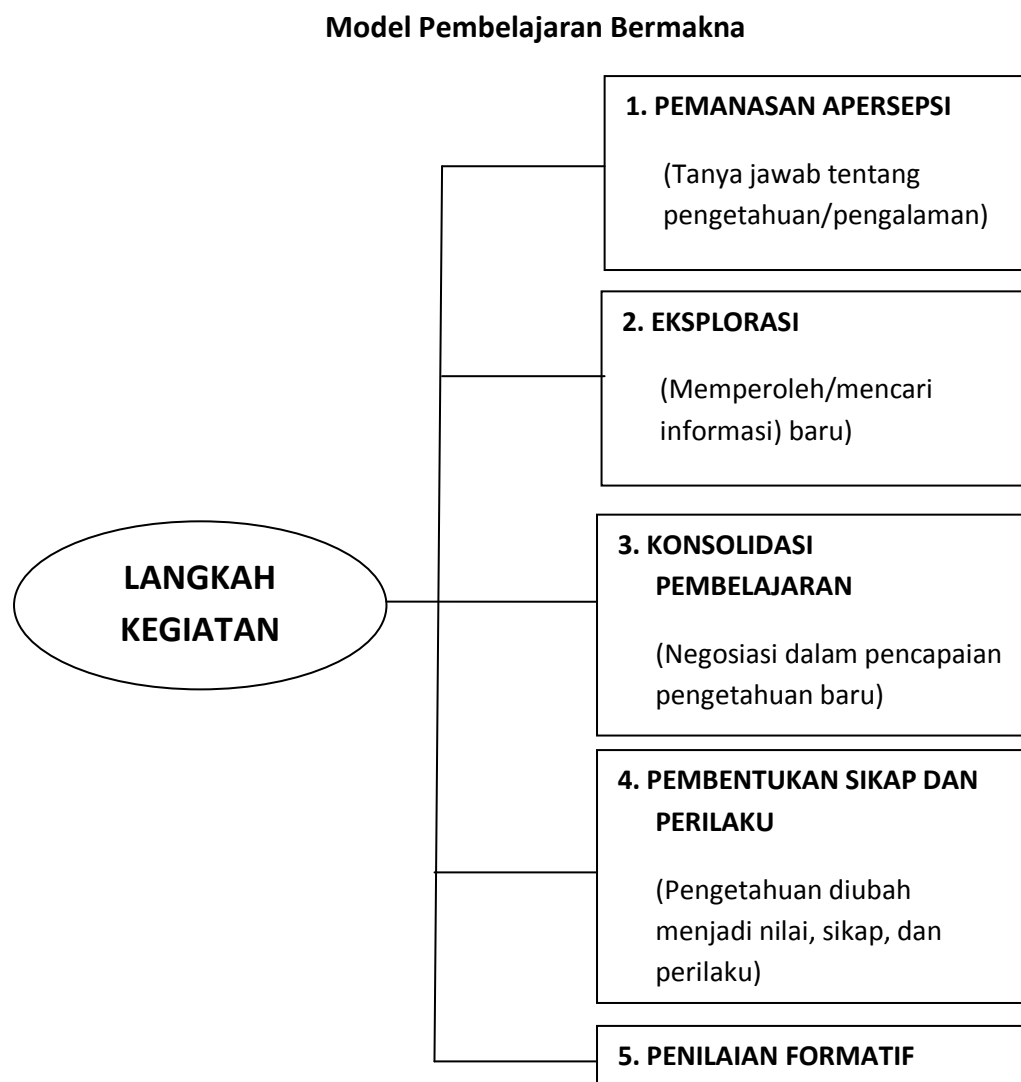 Model Pembelajaran Bermakna
1. PEMANASAN APERSEPSI
(Tanya jawab tentang
pengetahuan/pengalaman)
2. EKSPLORASI
(Memperoleh/mencari
informasi) baru)
LANGKAH
KEGIATAN
3. KONSOLIDASI
PEMBELAJARAN
(Negosiasi dalam pencapaian
pengetahuan baru)
4. PEMBENTUKAN SIKAP DAN
PERILAKU
(Pengetahuan diubah
menjadi nilai, sikap, dan
perilaku)
5. PENILAIAN FORMATIF